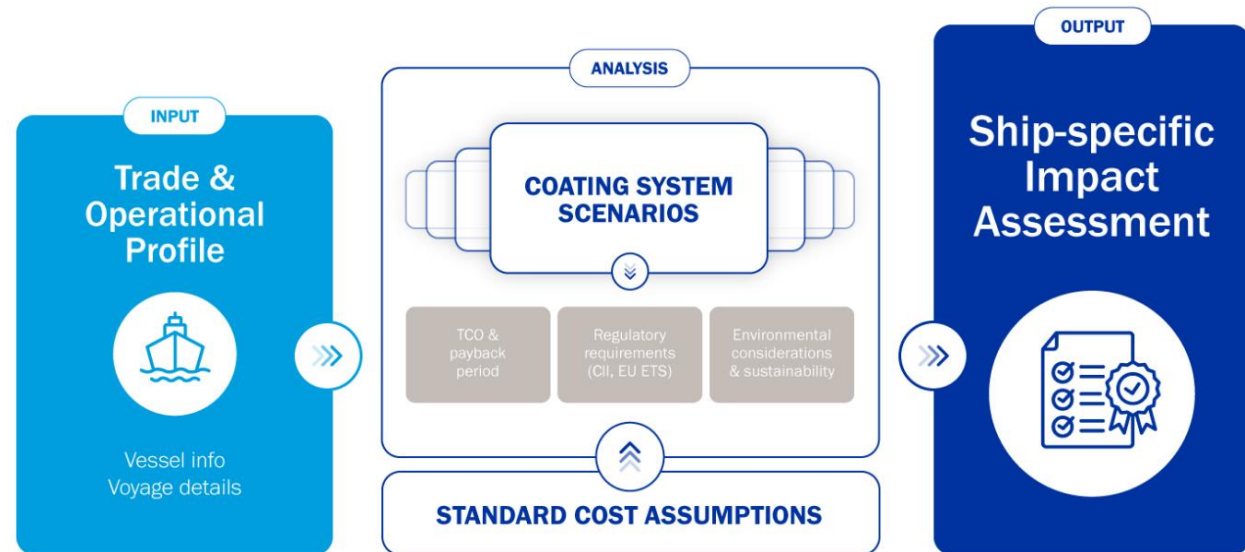 INPUT
Trade &
Operational
Profile
Vessel info
Voyage details
ANALYSIS
COATING SYSTEM
SCENARIOS
TCO &
payback
period
Regulatory
requirements
(CII, EU ETS)
Environmental
considerations
& sustainability
STANDARD COST ASSUMPTIONS
OUTPUT
Ship-specific
Impact
Assessment